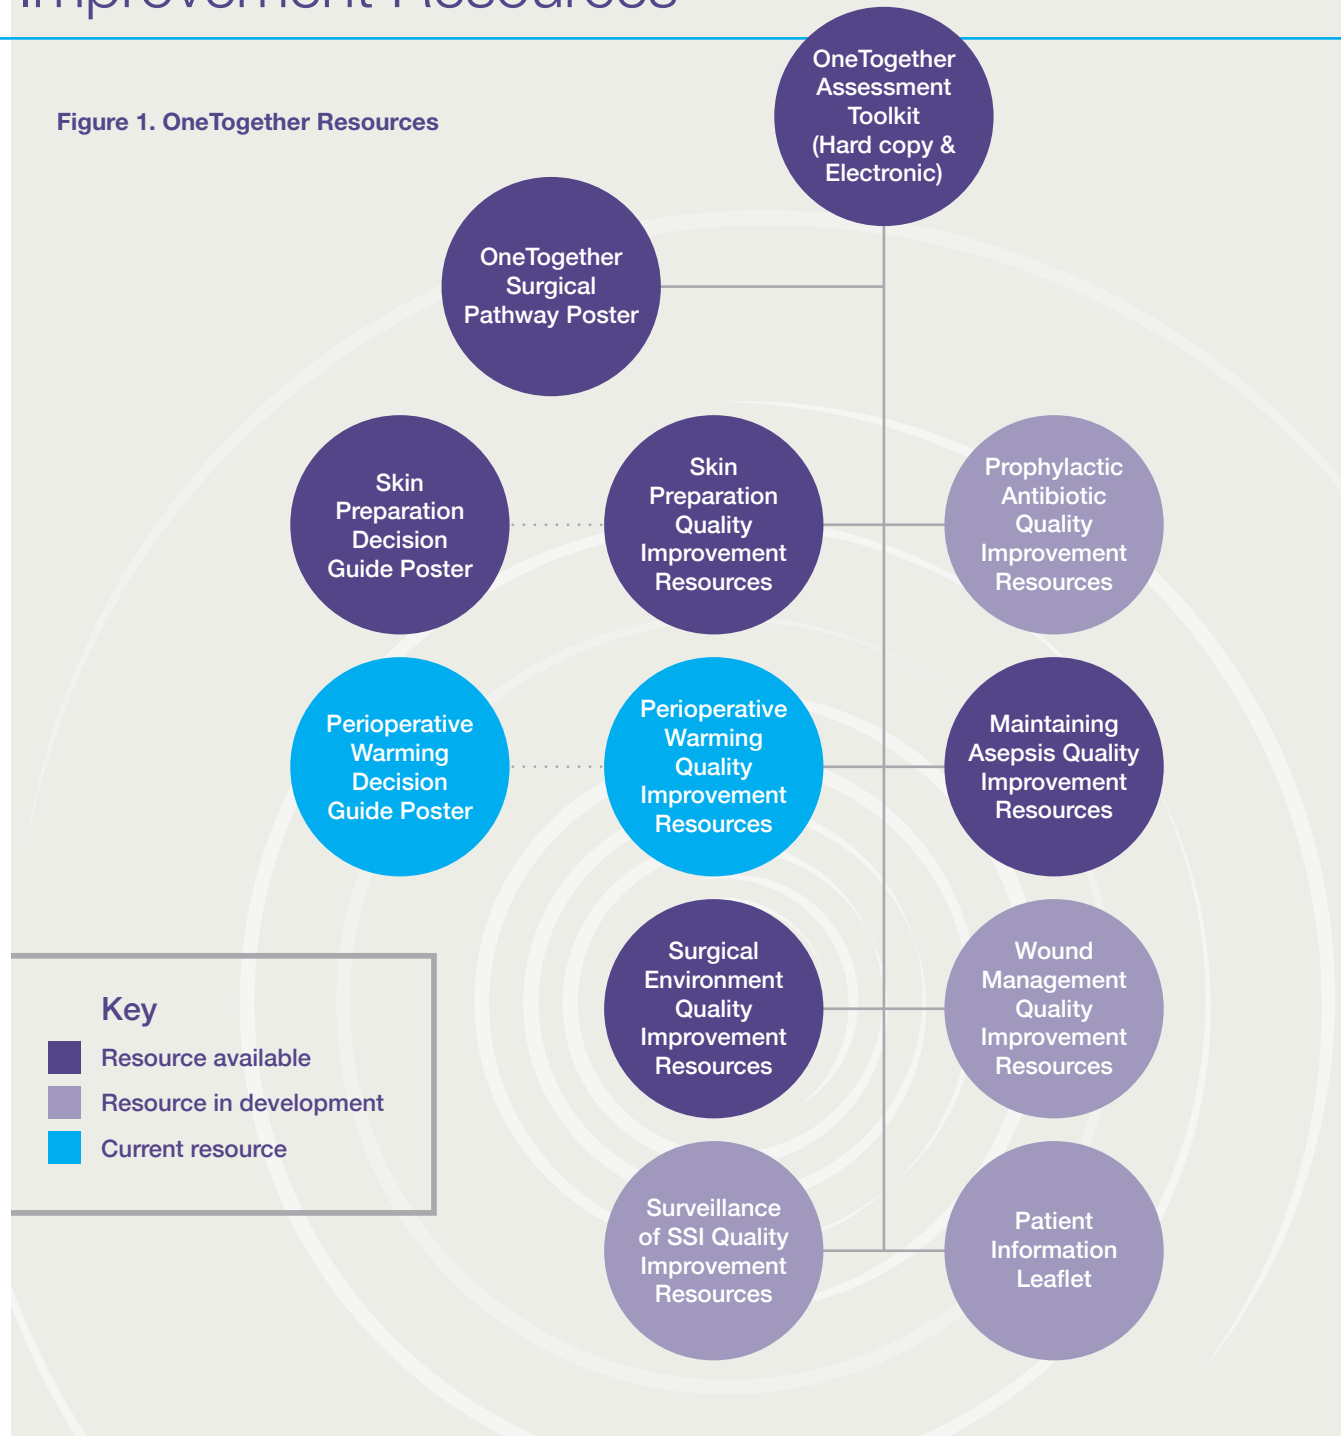 Improvement Resources
Figure 1. OneTogether Resources
OneTogether
Assessment
Toolkit
(Hard copy &
Electronic)
OneTogether
Surgical
Pathway Poster
Skin
Preparation
Decision
Guide Poster
Skin
Preparation
Quality
Improvement
Resources
Prophylactic
Antibiotic
Quality
Improvement
Resources
Perioperative
Warming
Decision
Guide Poster
Perioperative
Warming
Quality
Improvement
Resources
Maintaining
Asepsis Quality
Improvement
Resources
Surgical
Environment
Quality
Improvement
Resources
Wound
Management
Quality
Improvement
Resources
Key
Resource available
Resource in development
Current resource
Surveillance
of SSI Quality
Improvement
Resources
Patient
Information
Leaflet